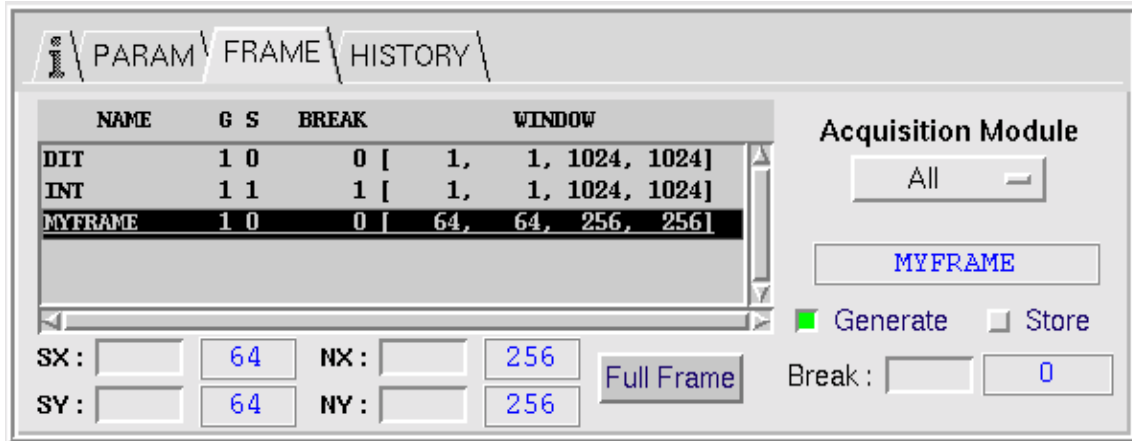 i PARAM FRAME HISTORY
NAME G S BREAK WINDOW
DIT 1 0 0 [ 1, 1, 1024, 1024]
INT 1 1 1 [ 1, 1, 1024, 1024]
MYFRAME 1 0 0 [ 64, 64, 256, 256]
Acquisition Module
All
MYFRAME
Generate Store
SX : 64 NX : 256
SY : 64 NY : 256
Full Frame
Break : 0